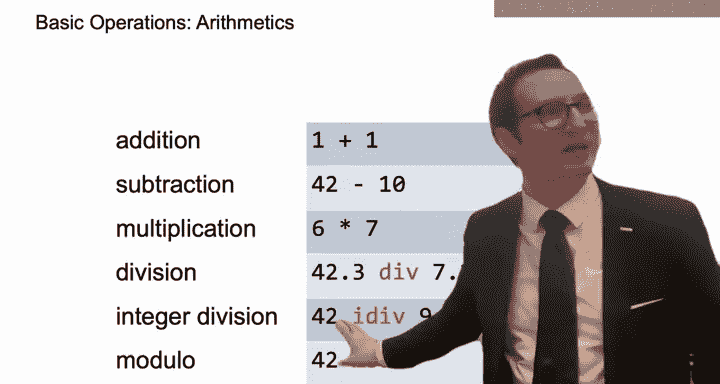 Basic Operations: Arithmetics
addition 1 + 1
subtraction 42 - 10
multiplication 6 * 7
division 42.3 div 7.
integer division 42 idiv 9
modulo 42